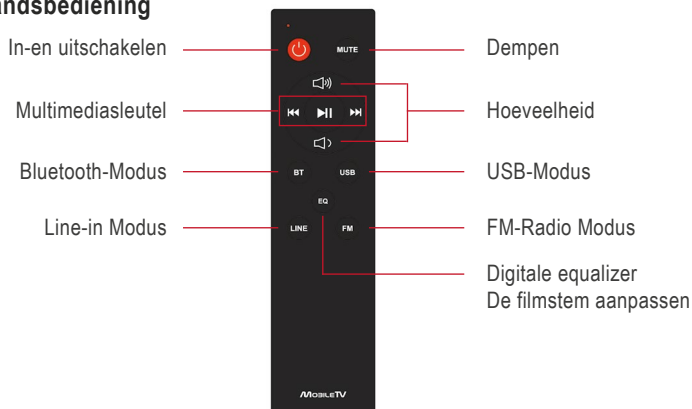 In-en uitschakelen
MUTE
Dempen
Multimediasleutel
Hoeveelheid
Bluetooth-Modus
BT
USB
USB-Modus
EQ
Line-in Modus
LINE
FM
FM-Radio Modus
Digitale equalizer
De filmstem aanpassen
MOBILETV